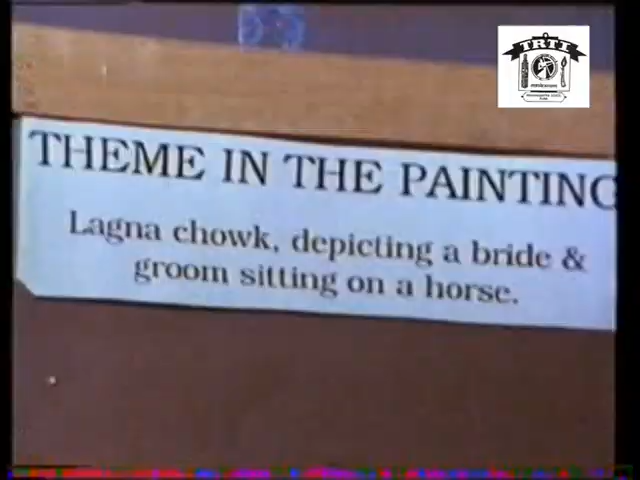 TRTI
THEME IN THE PAINTING
Lagna chowk, depicting a bride &
groom sitting on a horse.